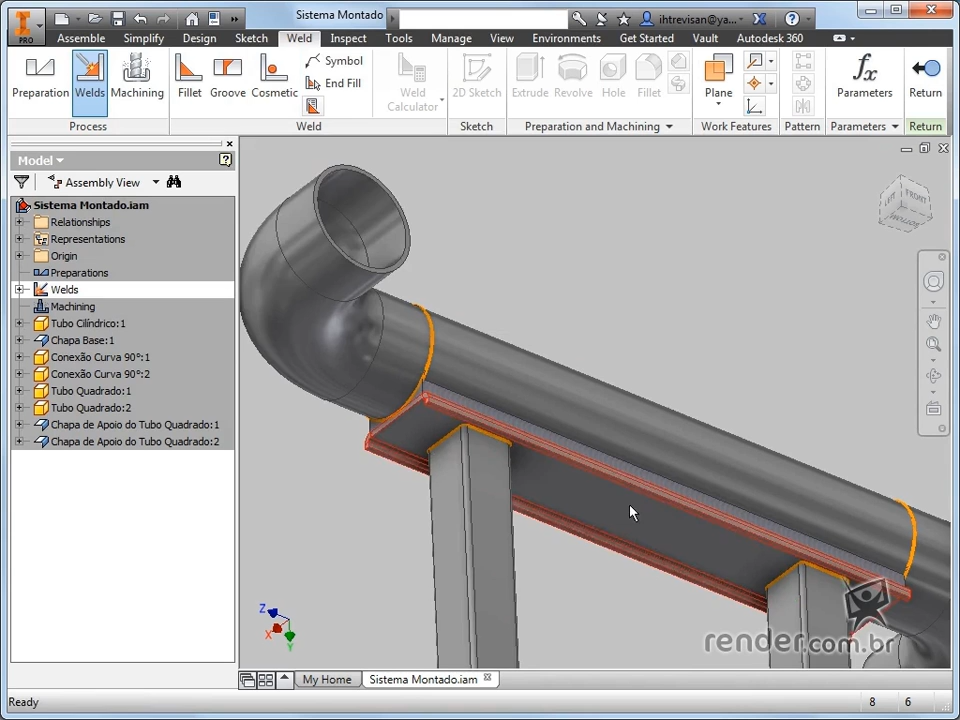 Sistema Montado
ihtrevisan@ya...
PRO
Assemble
Simplify
Design
Sketch
Weld
Inspect
Tools
Manage
View
Environments
Get Started
Vault
Autodesk 360
Preparation
Welds
Machining
Fillet
Groove
Cosmetic
Symbol
End Fill
Weld
Calculator
2D Sketch
Extrude
Revolve
Hole
Fillet
Plane
Parameters
Return
Process
Weld
Sketch
Preparation and Machining
Work Features
Pattern
Parameters
Return
Model
Assembly View
Sistema Montado.iam
Relationships
Representations
Origin
Preparations
Welds
Machining
Tubo Cilíndrico:1
Chapa Base:1
Conexão Curva 90°:1
Conexão Curva 90°:2
Tubo Quadrado:1
Tubo Quadrado:2
Chapa de Apoio do Tubo Quadrado:1
Chapa de Apoio do Tubo Quadrado:2
LEFT
FRONT
BOTTOM
Z
X
Y
render.com.br
My Home
Sistema Montado.iam
Ready
8
6